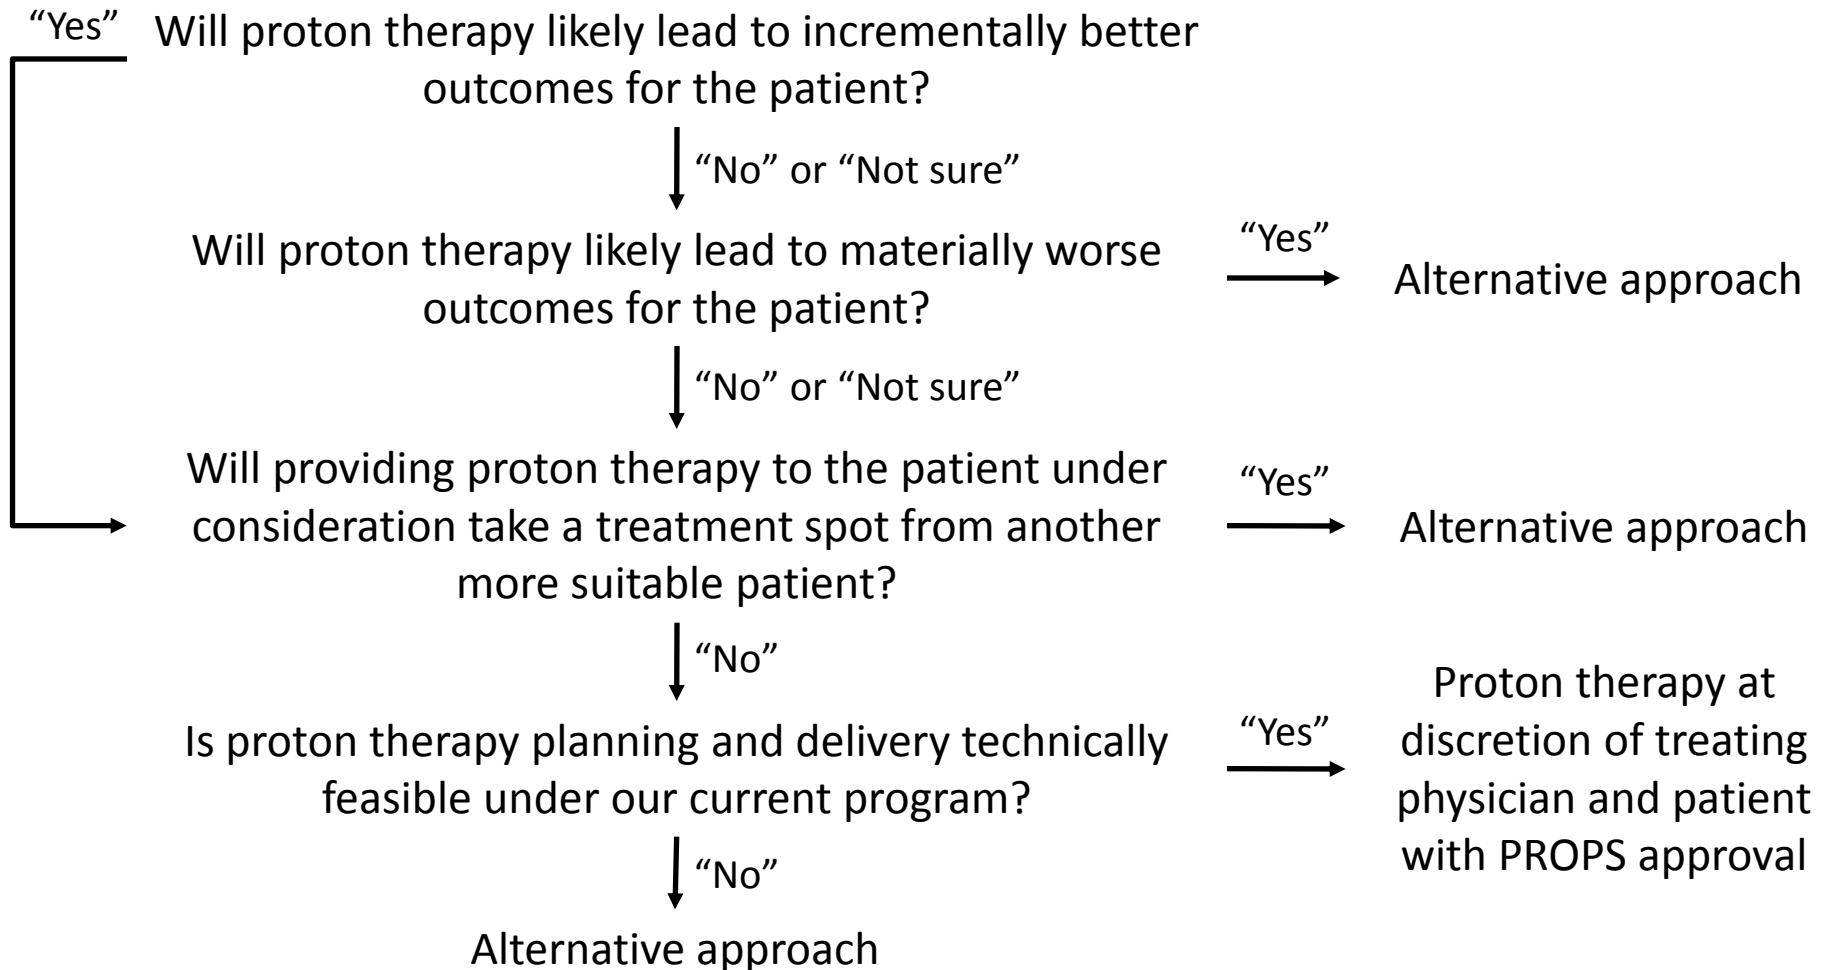 “Yes”
Will proton therapy likely lead to incrementally better
outcomes for the patient?
“No” or “Not sure”
Will proton therapy likely lead to materially worse
outcomes for the patient?
“Yes”
Alternative approach
“No” or “Not sure”
Will providing proton therapy to the patient under
consideration take a treatment spot from another
more suitable patient?
“Yes”
Alternative approach
“No”
Is proton therapy planning and delivery technically
feasible under our current program?
“Yes”
Proton therapy at
discretion of treating
physician and patient
with PROPS approval
“No”
Alternative approach